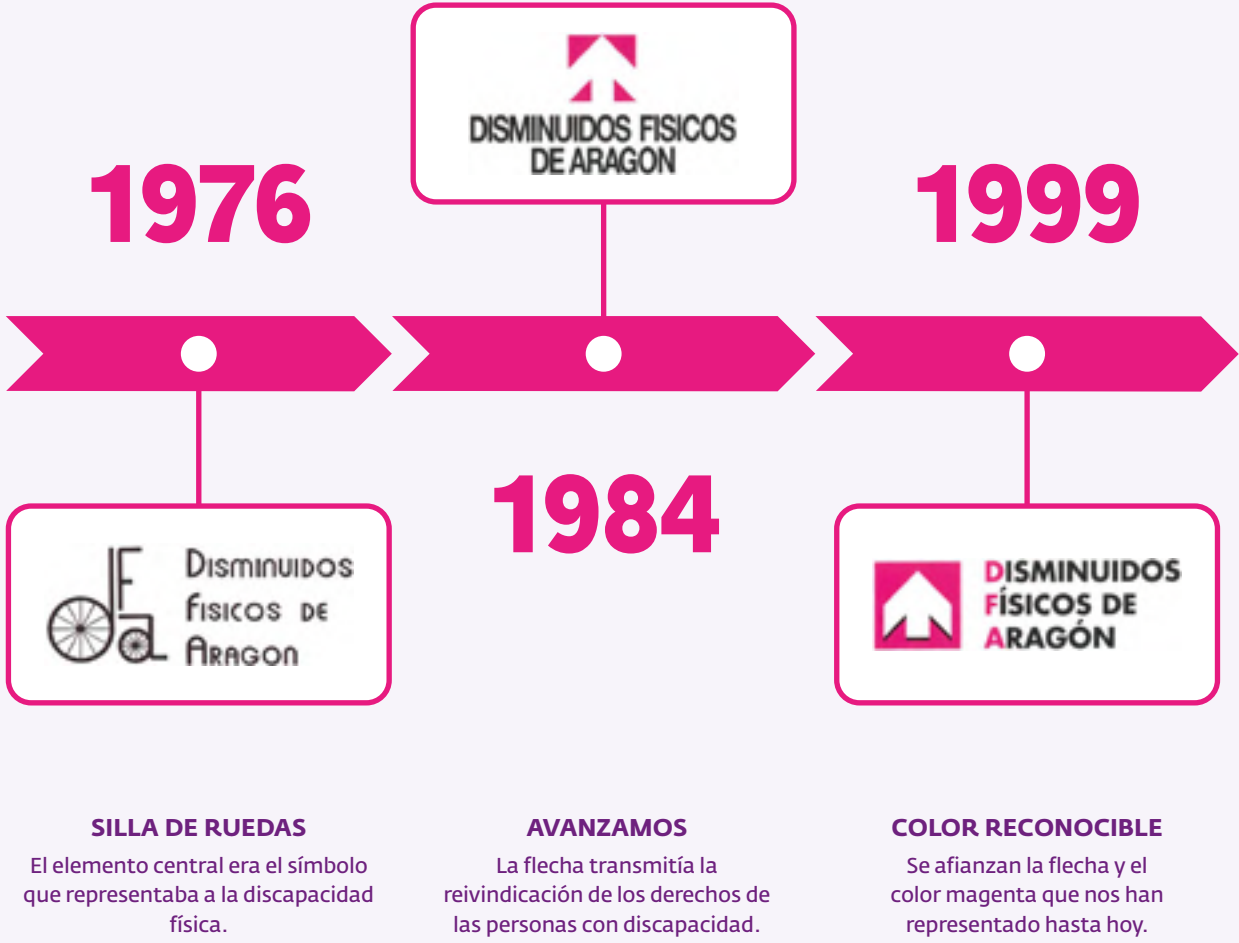 DISMINUIDOS FISICOS
DE ARAGON
1976
1999
1984
DFa
DISMINUIDOS
FISICOS DE
ARAGON
DISMINUIDOS
FÍSICOS DE
ARAGÓN
SILLA DE RUEDAS
El elemento central era el símbolo
que representaba a la discapacidad
física.
AVANZAMOS
La flecha transmitía la
reivindicación de los derechos de
las personas con discapacidad.
COLOR RECONOCIBLE
Se afianzan la flecha y el
color magenta que nos han
representado hasta hoy.